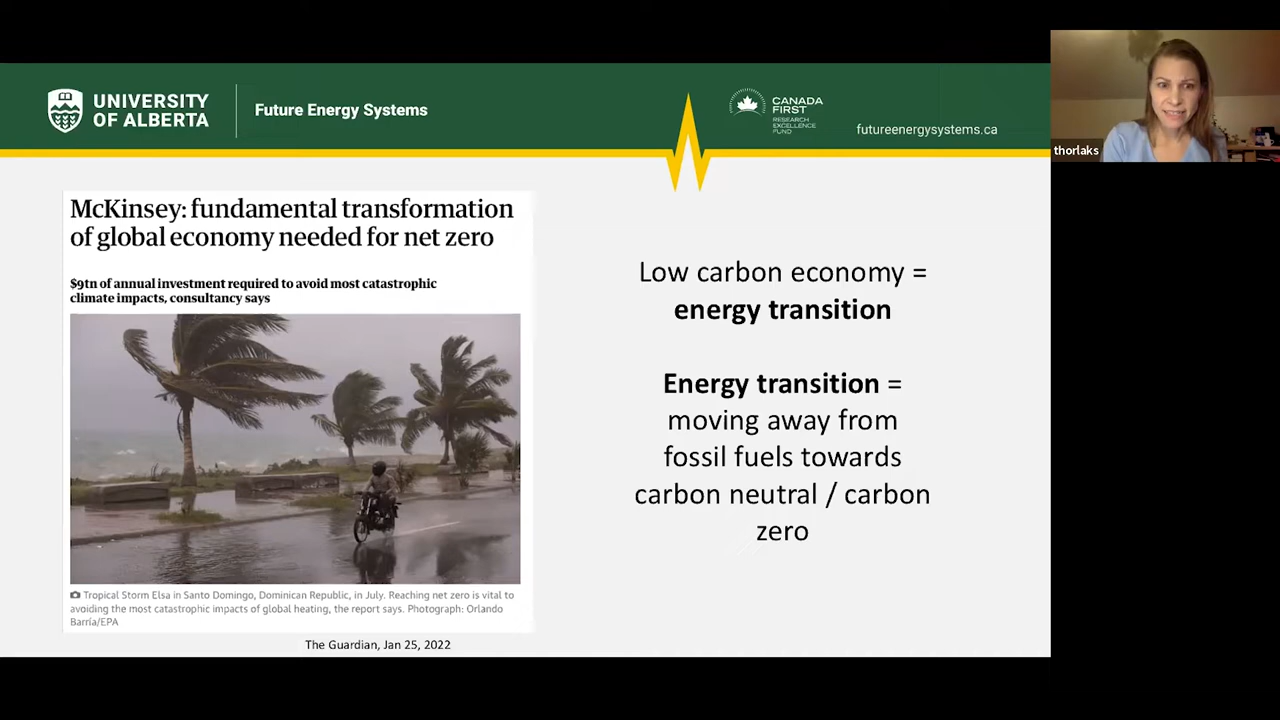 UNIVERSITY
OF ALBERTA
Future Energy Systems
CANADA
FIRST
RESEARCH
EXCELLENCE
FUND
futureenergysystems.ca
thorlaks
McKinsey: fundamental transformation
of global economy needed for net zero
$9tn of annual investment required to avoid most catastrophic
climate impacts, consultancy says
Tropical Storm Elsa in Santo Domingo, Dominican Republic, in July. Reaching net zero is vital to
avoiding the most catastrophic impacts of global heating, the report says. Photograph: Orlando
Barría/EPA
The Guardian, Jan 25, 2022
Low carbon economy =
energy transition
Energy transition =
moving away from
fossil fuels towards
carbon neutral / carbon
zero